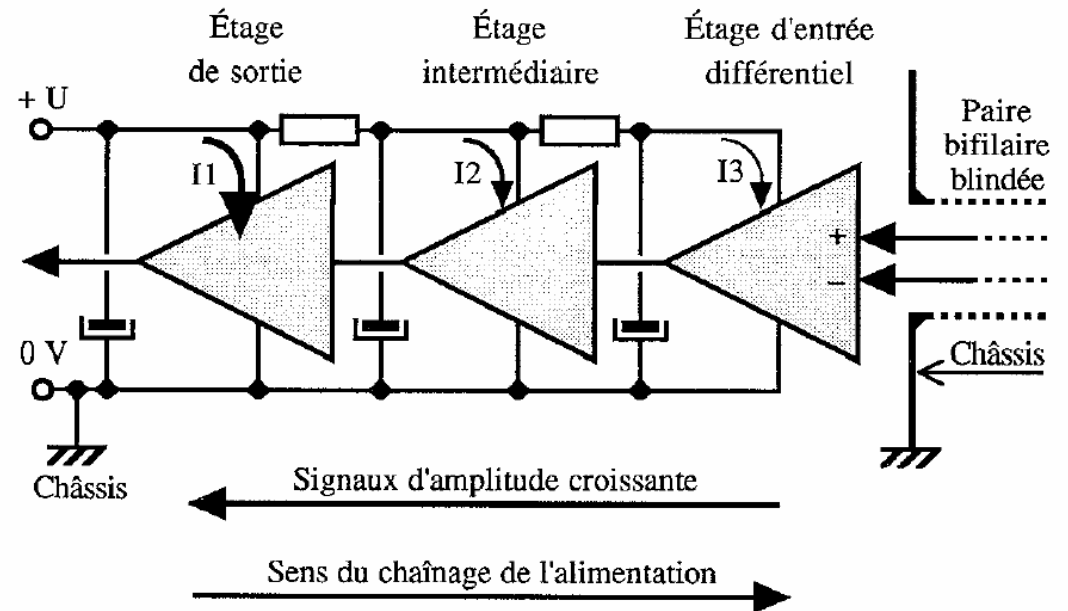 Étage
de sortie
Étage
intermédiaire
Étage d'entrée
différentiel
+ U
Paire
bifilaire
blindée
I1
I2
I3
+
–
0 V
Châssis
Châssis
Signaux d'amplitude croissante
Sens du chaînage de l'alimentation